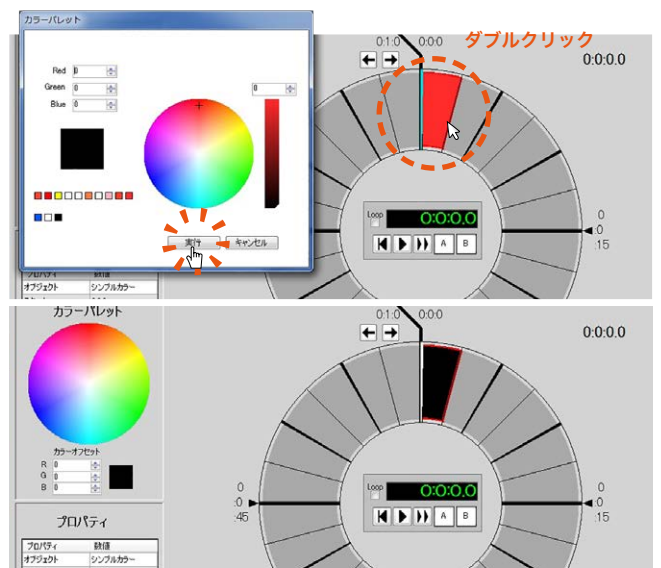 カラーパレット
ダブルクリック
0:1:0 0:0:0
0:0:0.0
Red 0
Green 0
Blue 0
0
実行 キャンセル
Loop 0:0:0.0
A B
0
:0
:15
プロパティ 数値
オブジェクト シンプルカラー
カラーパレット
0:1:0 0:0:0
0:0:0.0
カラーオフセット
R 0
G 0
B 0
Loop 0:0:0.0
A B
0
:0
:45
0
:0
:15
プロパティ
プロパティ 数値
オブジェクト シンプルカラー